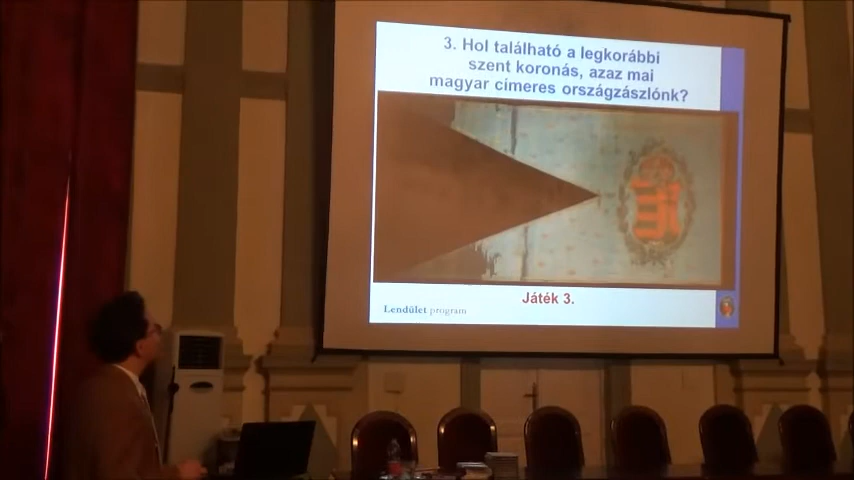 3. Hol található a legkorábbi
szent koronás, azaz mai
magyar címeres országzászlónk?
Játék 3.
Lendület program